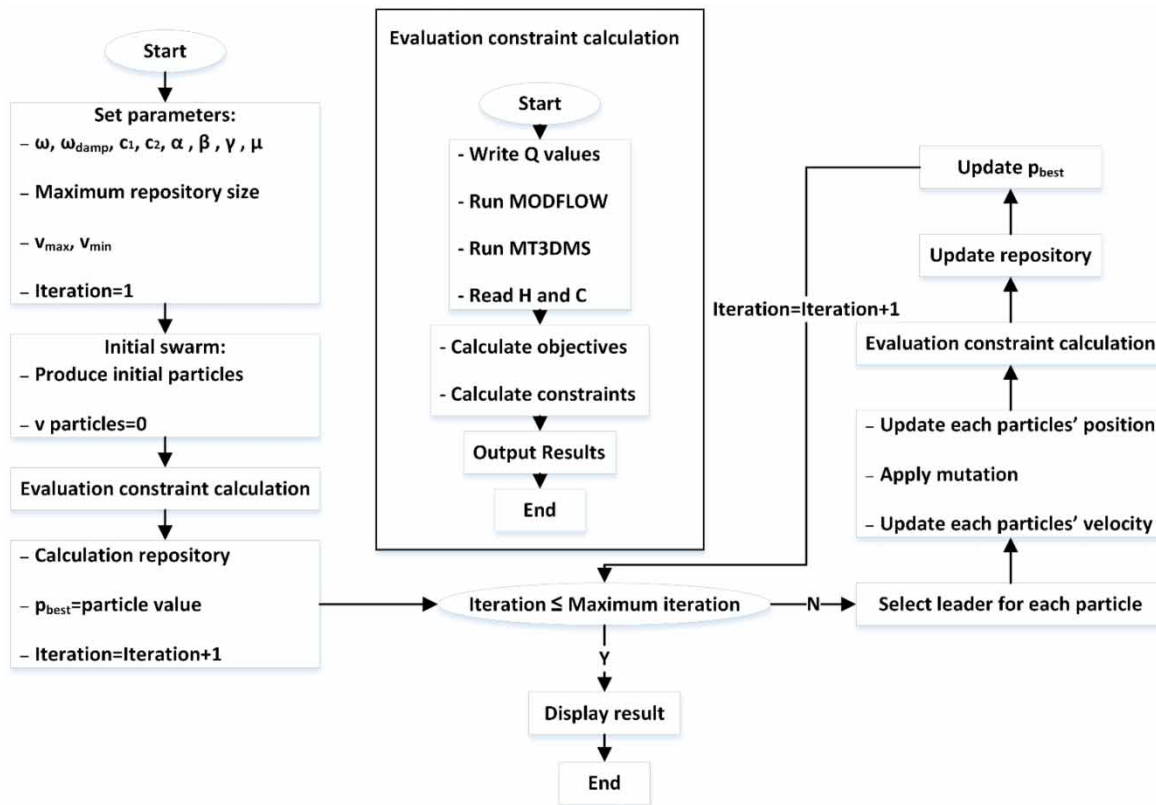 Start
Set parameters:
– ω, ωdamp, c1, c2, α , β , γ , μ
– Maximum repository size
– vmax, vmin
– Iteration=1
Initial swarm:
– Produce initial particles
– v particles=0
Evaluation constraint calculation
– Calculation repository
– pbest=particle value
– Iteration=Iteration+1
Evaluation constraint calculation
Start
- Write Q values
- Run MODFLOW
- Run MT3DMS
- Read H and C
- Calculate objectives
- Calculate constraints
Output Results
End
Iteration ≤ Maximum iteration
N
Y
Display result
End
Select leader for each particle
– Update each particles’ position
– Apply mutation
– Update each particles’ velocity
Evaluation constraint calculation
Update repository
Update pbest
Iteration=Iteration+1